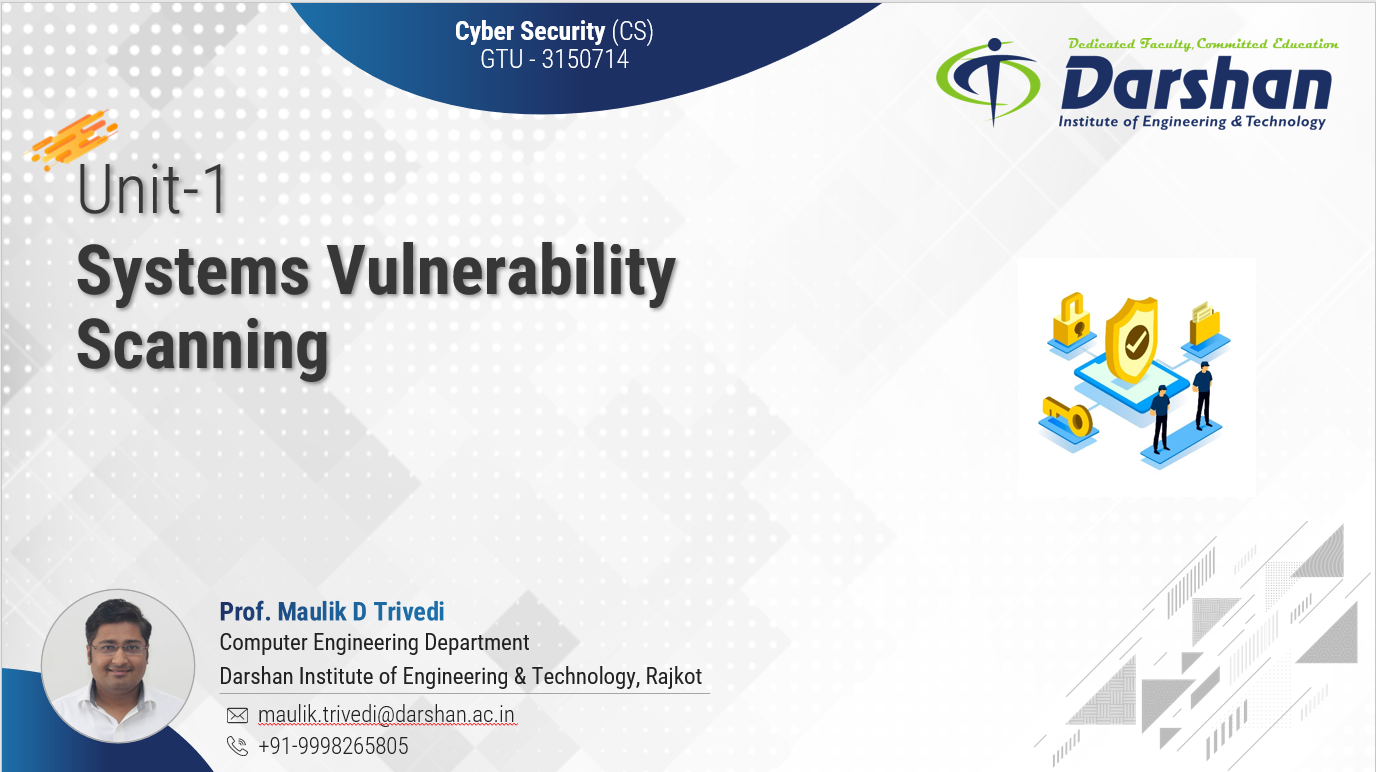 Cyber Security (CS)
GTU - 3150714
Dedicated Faculty, Committed Education
Darshan
Institute of Engineering & Technology
Unit-1
Systems Vulnerability
Scanning
Prof. Maulik D Trivedi
Computer Engineering Department
Darshan Institute of Engineering & Technology, Rajkot
maulik.trivedi@darshan.ac.in
+91-9998265805